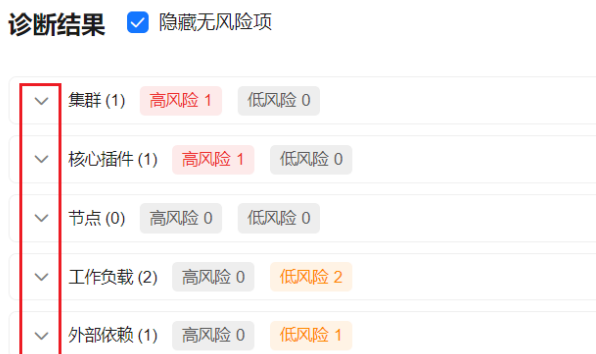 诊断结果 隐藏无风险项
集群 (1) 高风险 1 低风险 0
核心插件 (1) 高风险 1 低风险 0
节点 (0) 高风险 0 低风险 0
工作负载 (2) 高风险 0 低风险 2
外部依赖 (1) 高风险 0 低风险 1